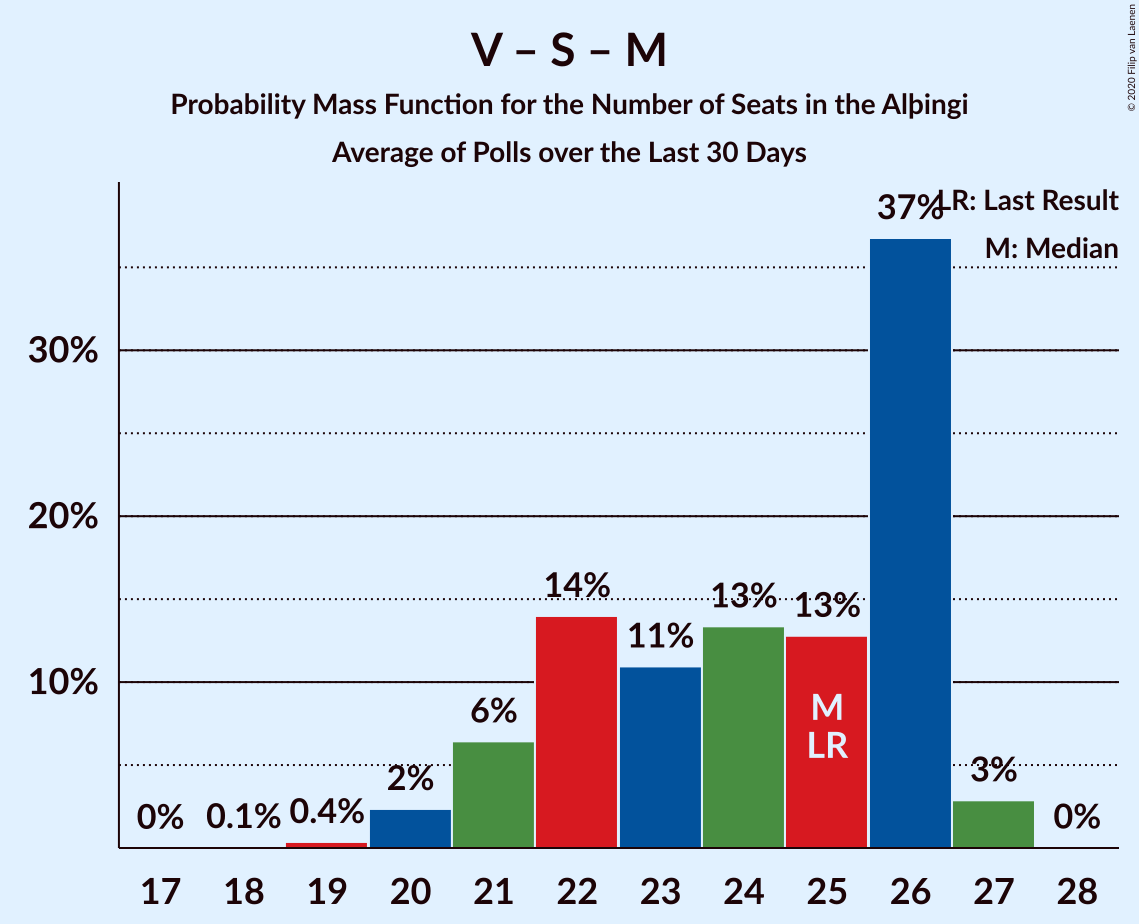 V – S – M
Probability Mass Function for the Number of Seats in the Alþingi
Average of Polls over the Last 30 Days
© 2020 Filip van Laenen
LR: Last Result
M: Median
30%
20%
10%
0%
0.1%
0.4%
2%
6%
14%
11%
13%
13%
37%
3%
0%
M
LR
17 18 19 20 21 22 23 24 25 26 27 28